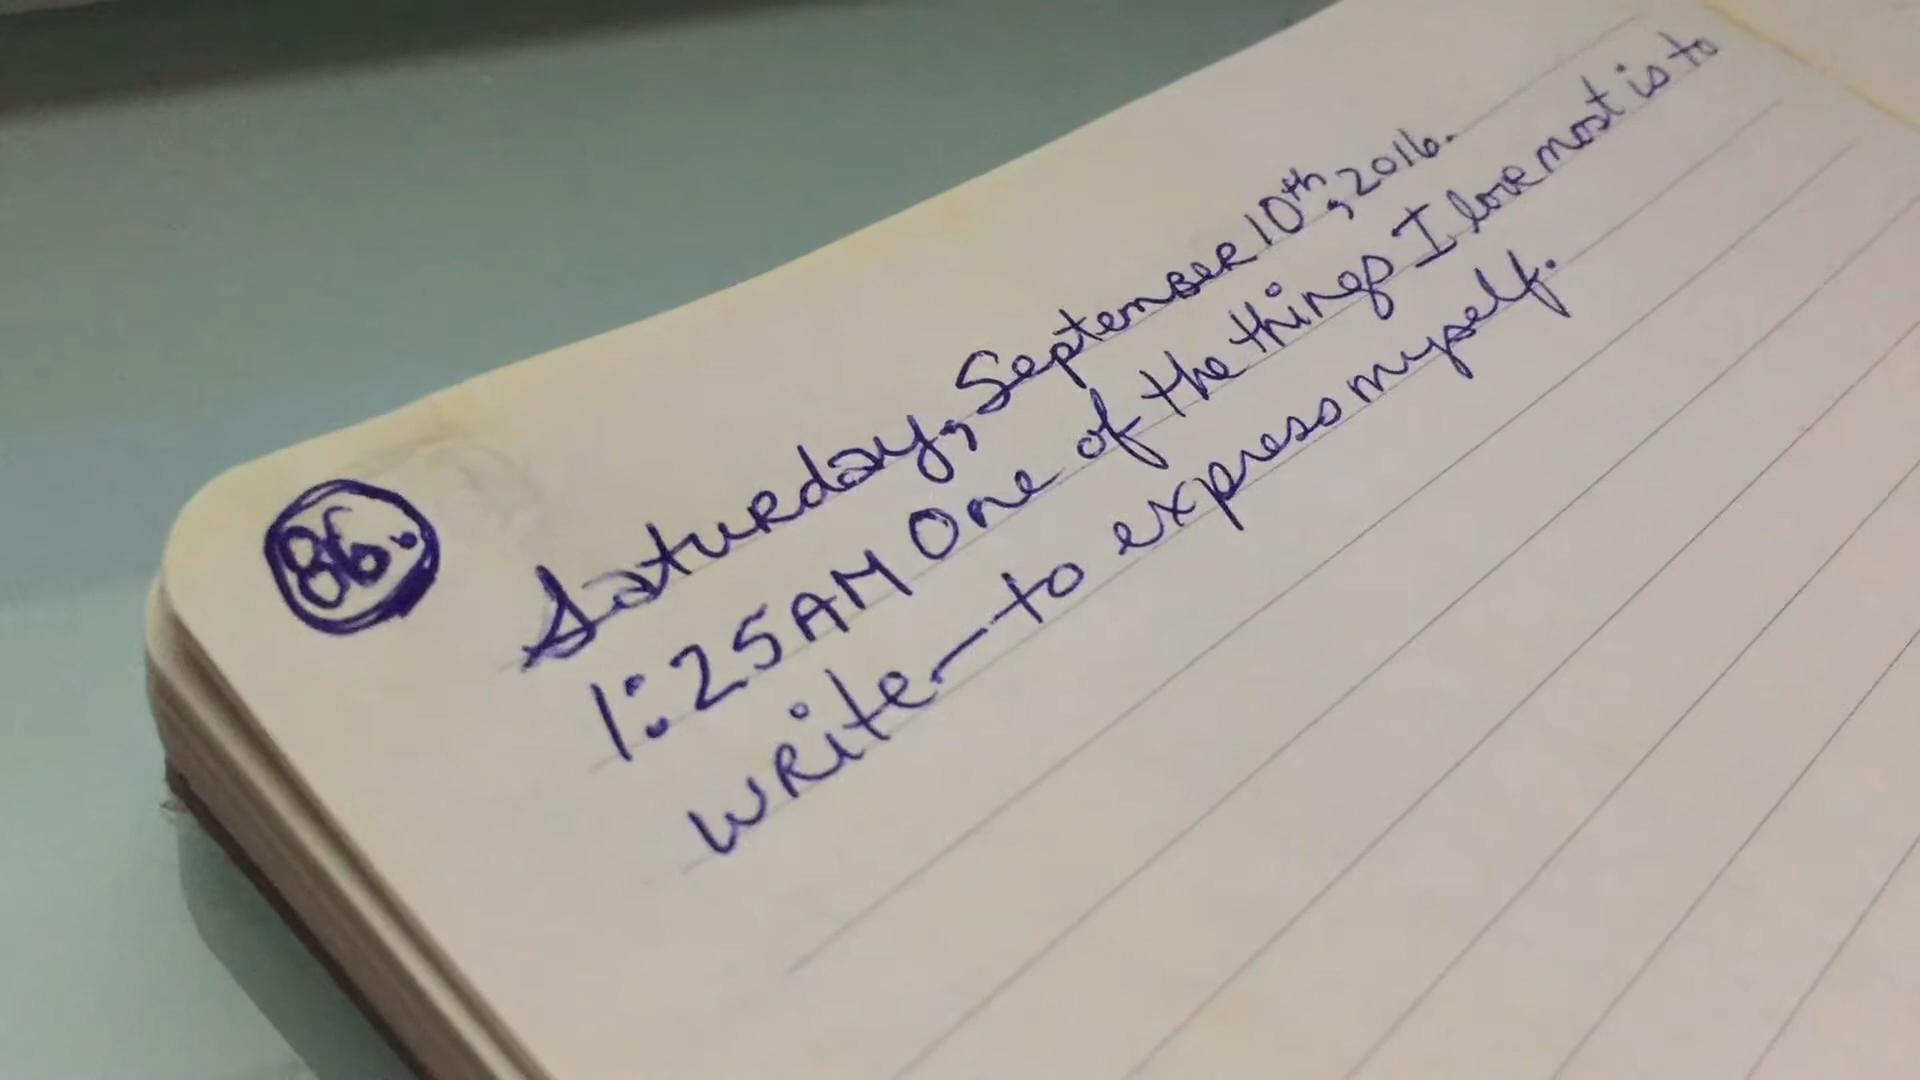 86.
Saturday, September 10th, 2016.
1:25AM One of the things I love most is to
write—to express myself.